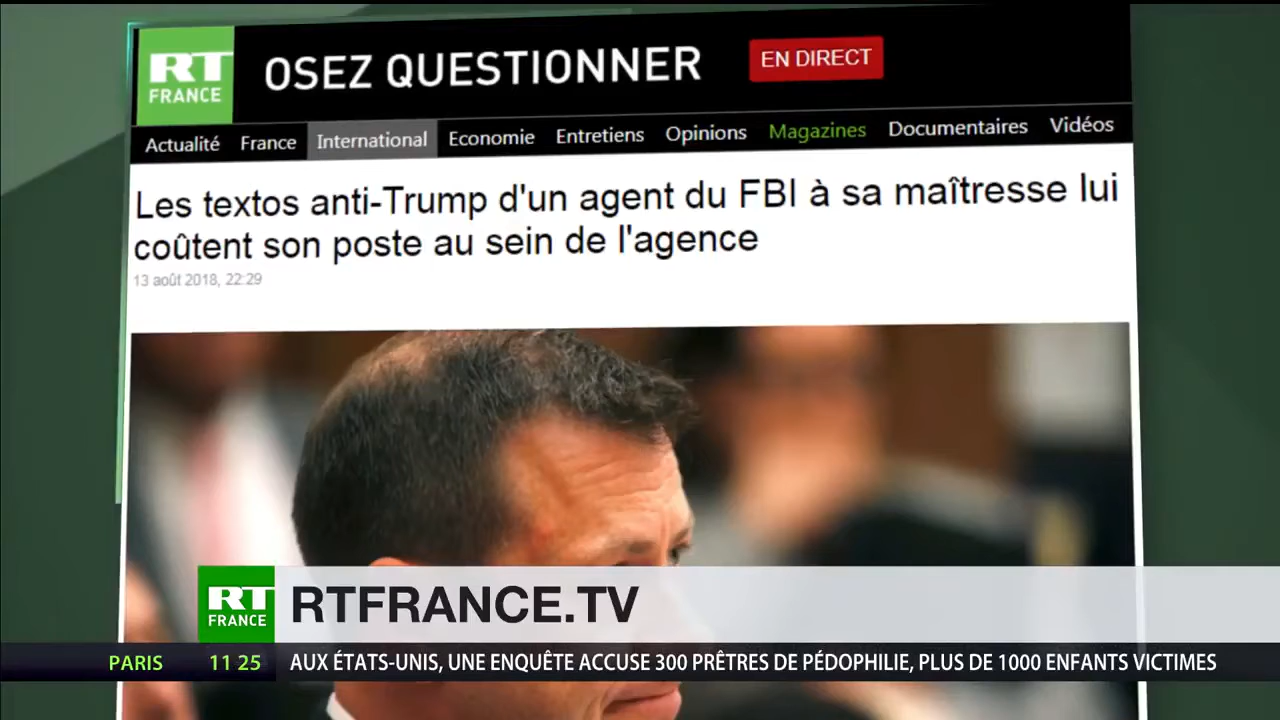 RT
FRANCE
OSEZ QUESTIONNER
EN DIRECT
Actualité France International Economie Entretiens Opinions Magazines Documentaires Vidéos
Les textos anti-Trump d'un agent du FBI à sa maîtresse lui
coûtent son poste au sein de l'agence
13 août 2018, 22:29
RT
FRANCE
RTFRANCE.TV
PARIS 11 25 AUX ÉTATS-UNIS, UNE ENQUÊTE ACCUSE 300 PRÊTRES DE PÉDOPHILIE, PLUS DE 1000 ENFANTS VICTIMES